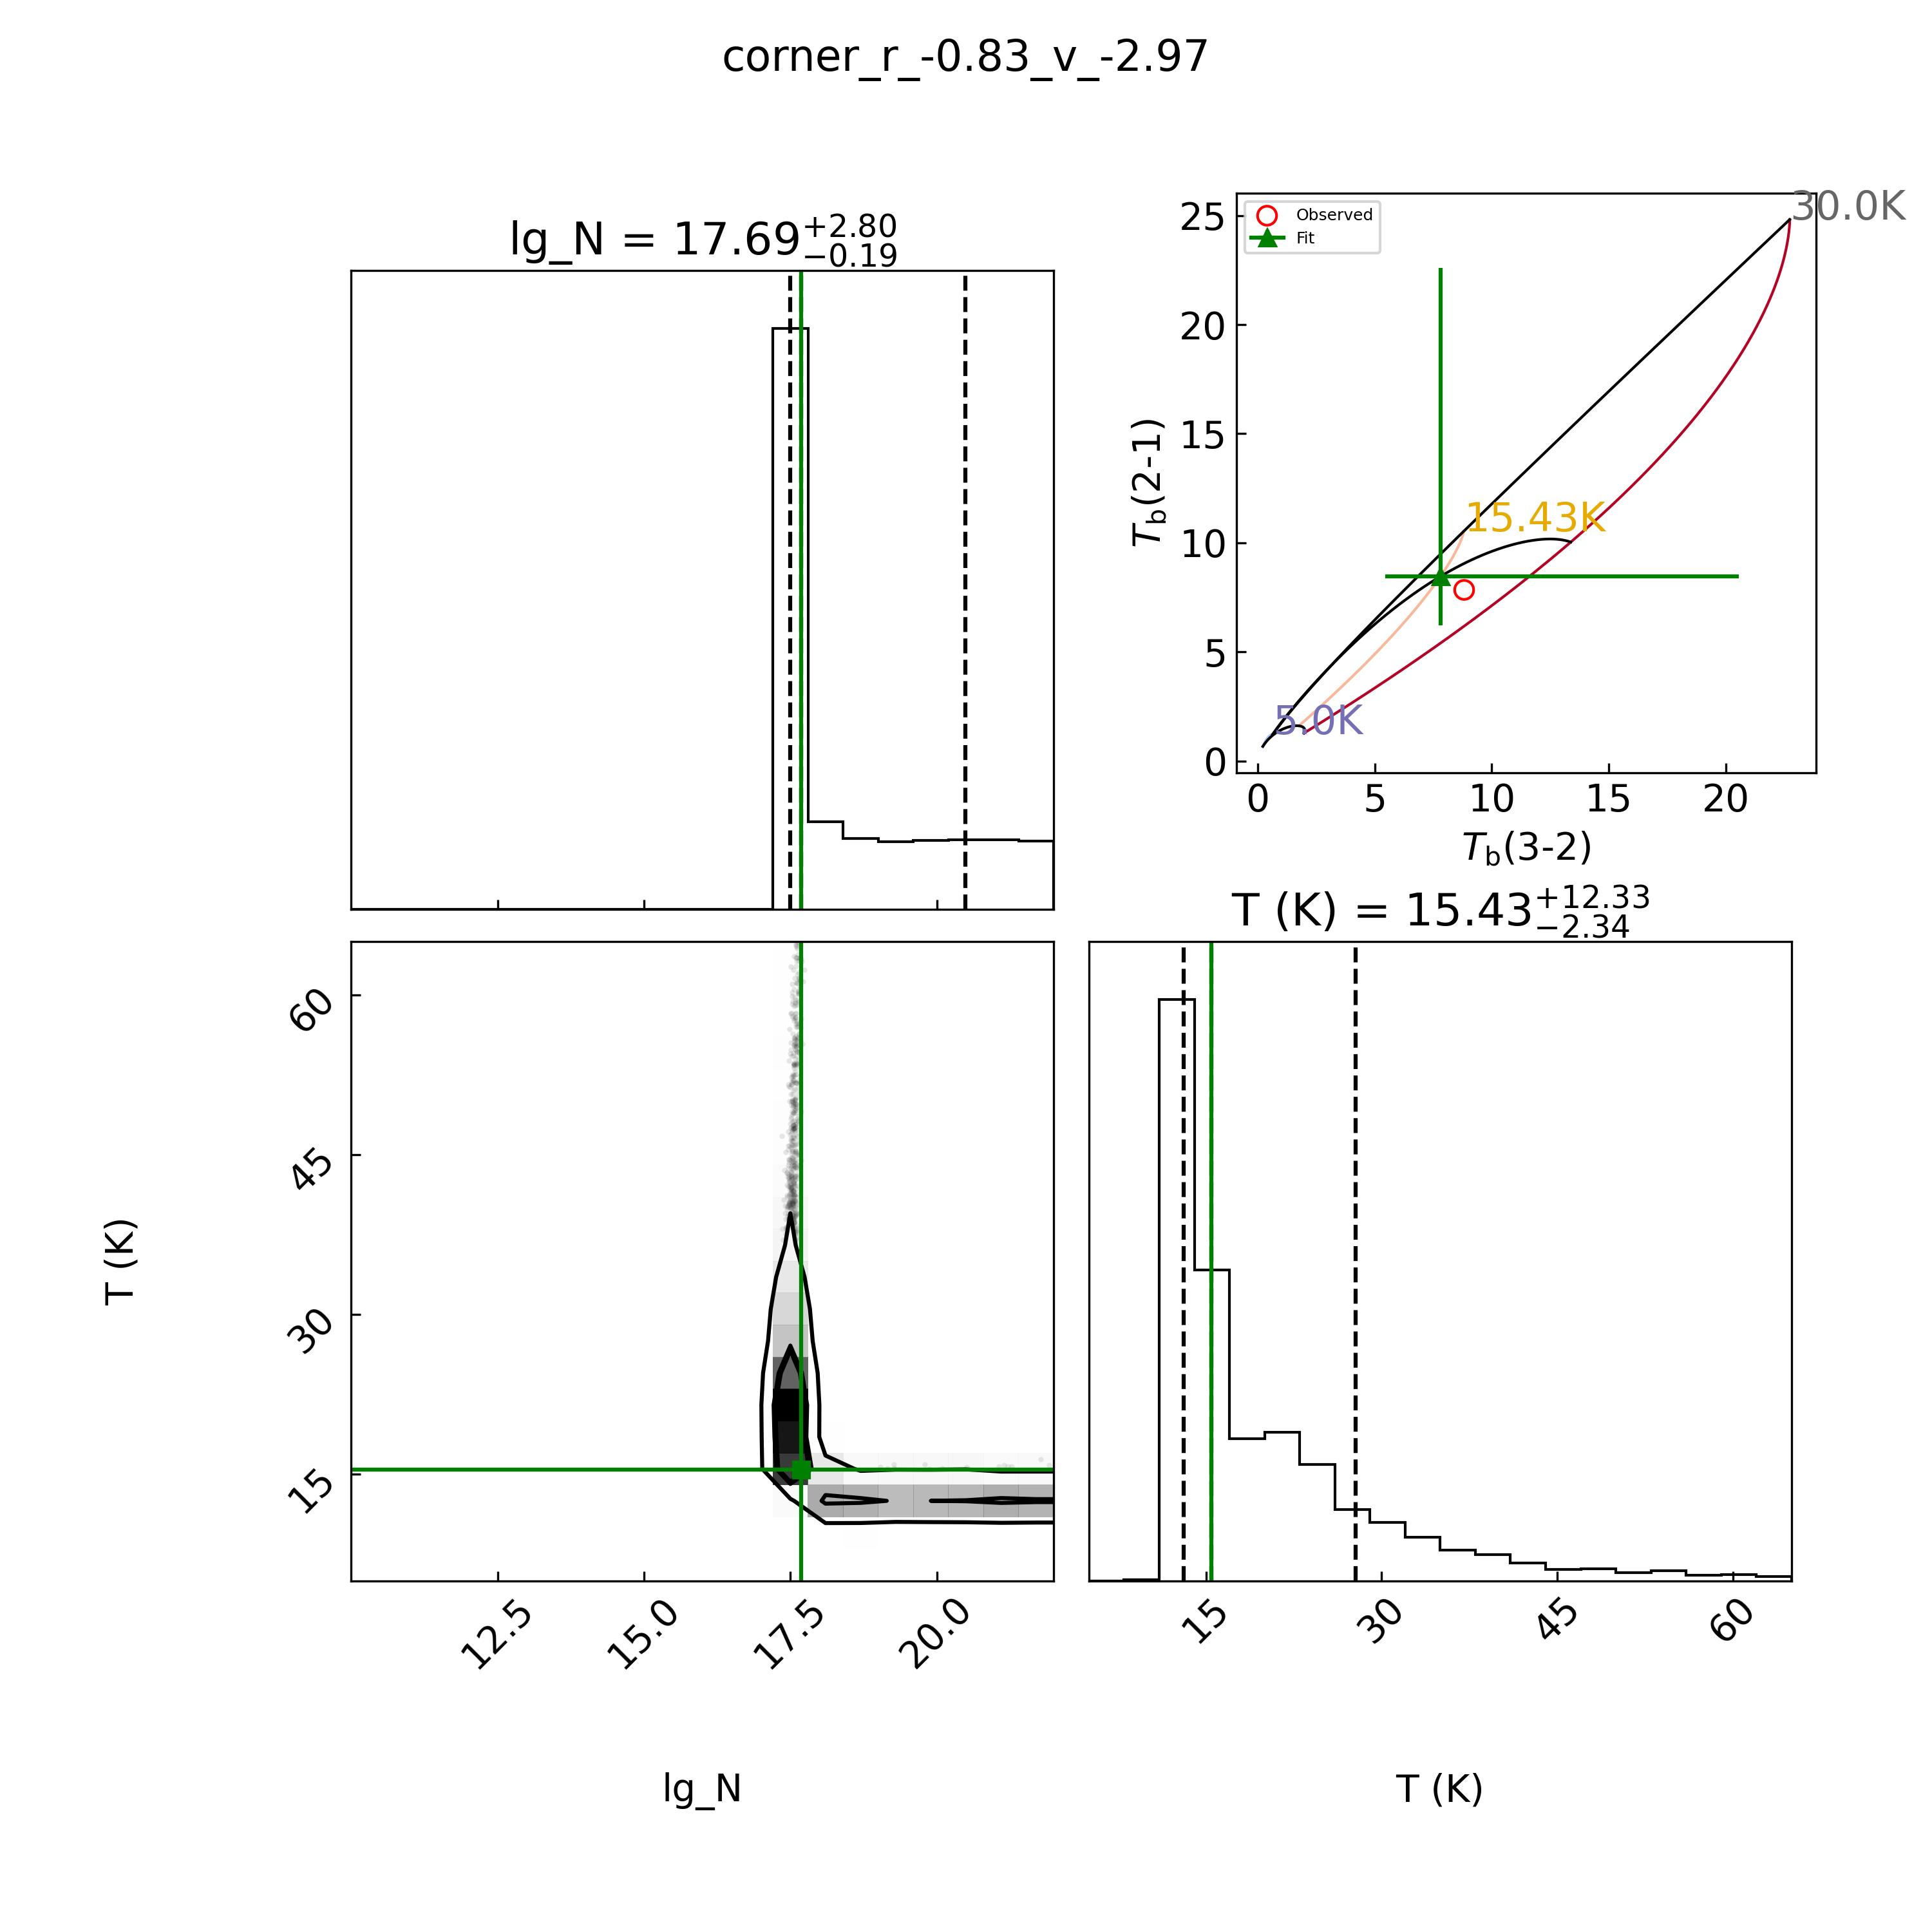 corner_r_-0.83_v_-2.97
lg_N = 17.69+2.80−0.19
30.0K
25
20
15
10
5
0
Observed
Fit
15.43K
5.0K
Tb(2-1)
0 5 10 15 20
Tb(3-2)
T (K) = 15.43+12.33−2.34
60
45
30
15
T (K)
12.5 15.0 17.5 20.0
15 30 45 60
lg_N
T (K)